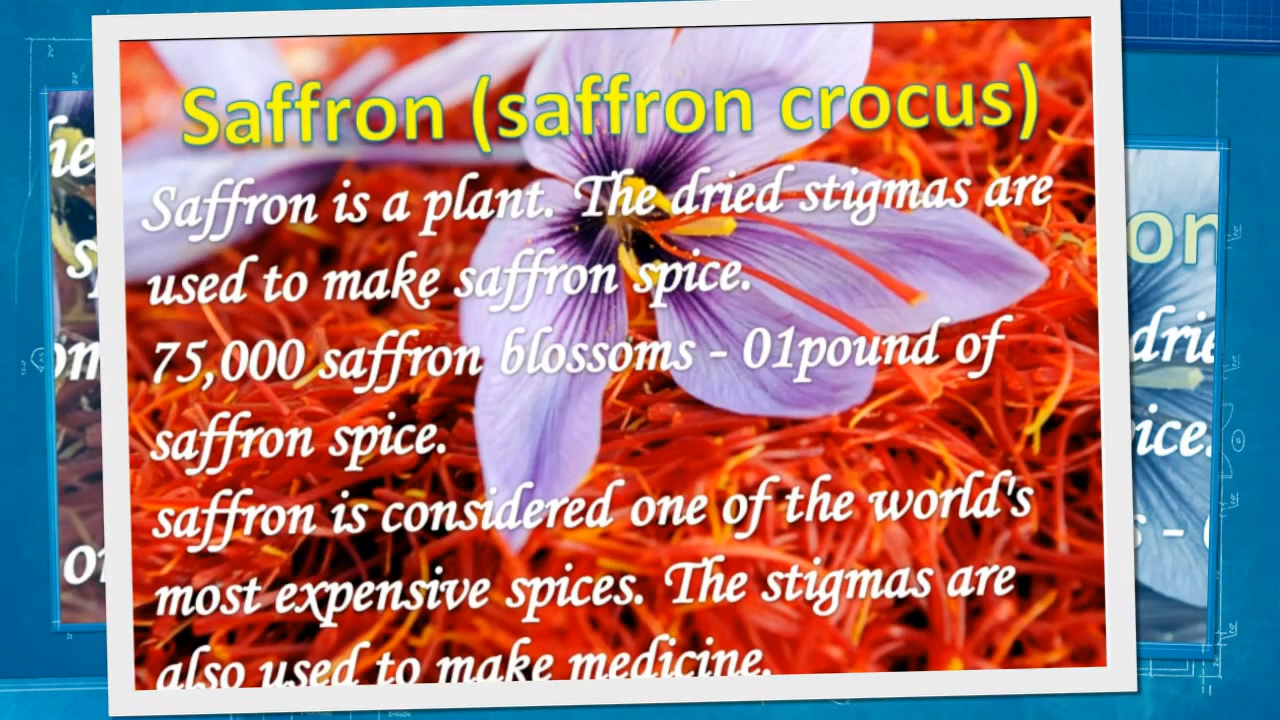 Saffron (saffron crocus)
Saffron is a plant. The dried stigmas are
used to make saffron spice.
75,000 saffron blossoms - 01pound of
saffron spice.
saffron is considered one of the world's
most expensive spices. The stigmas are
also used to make medicine.